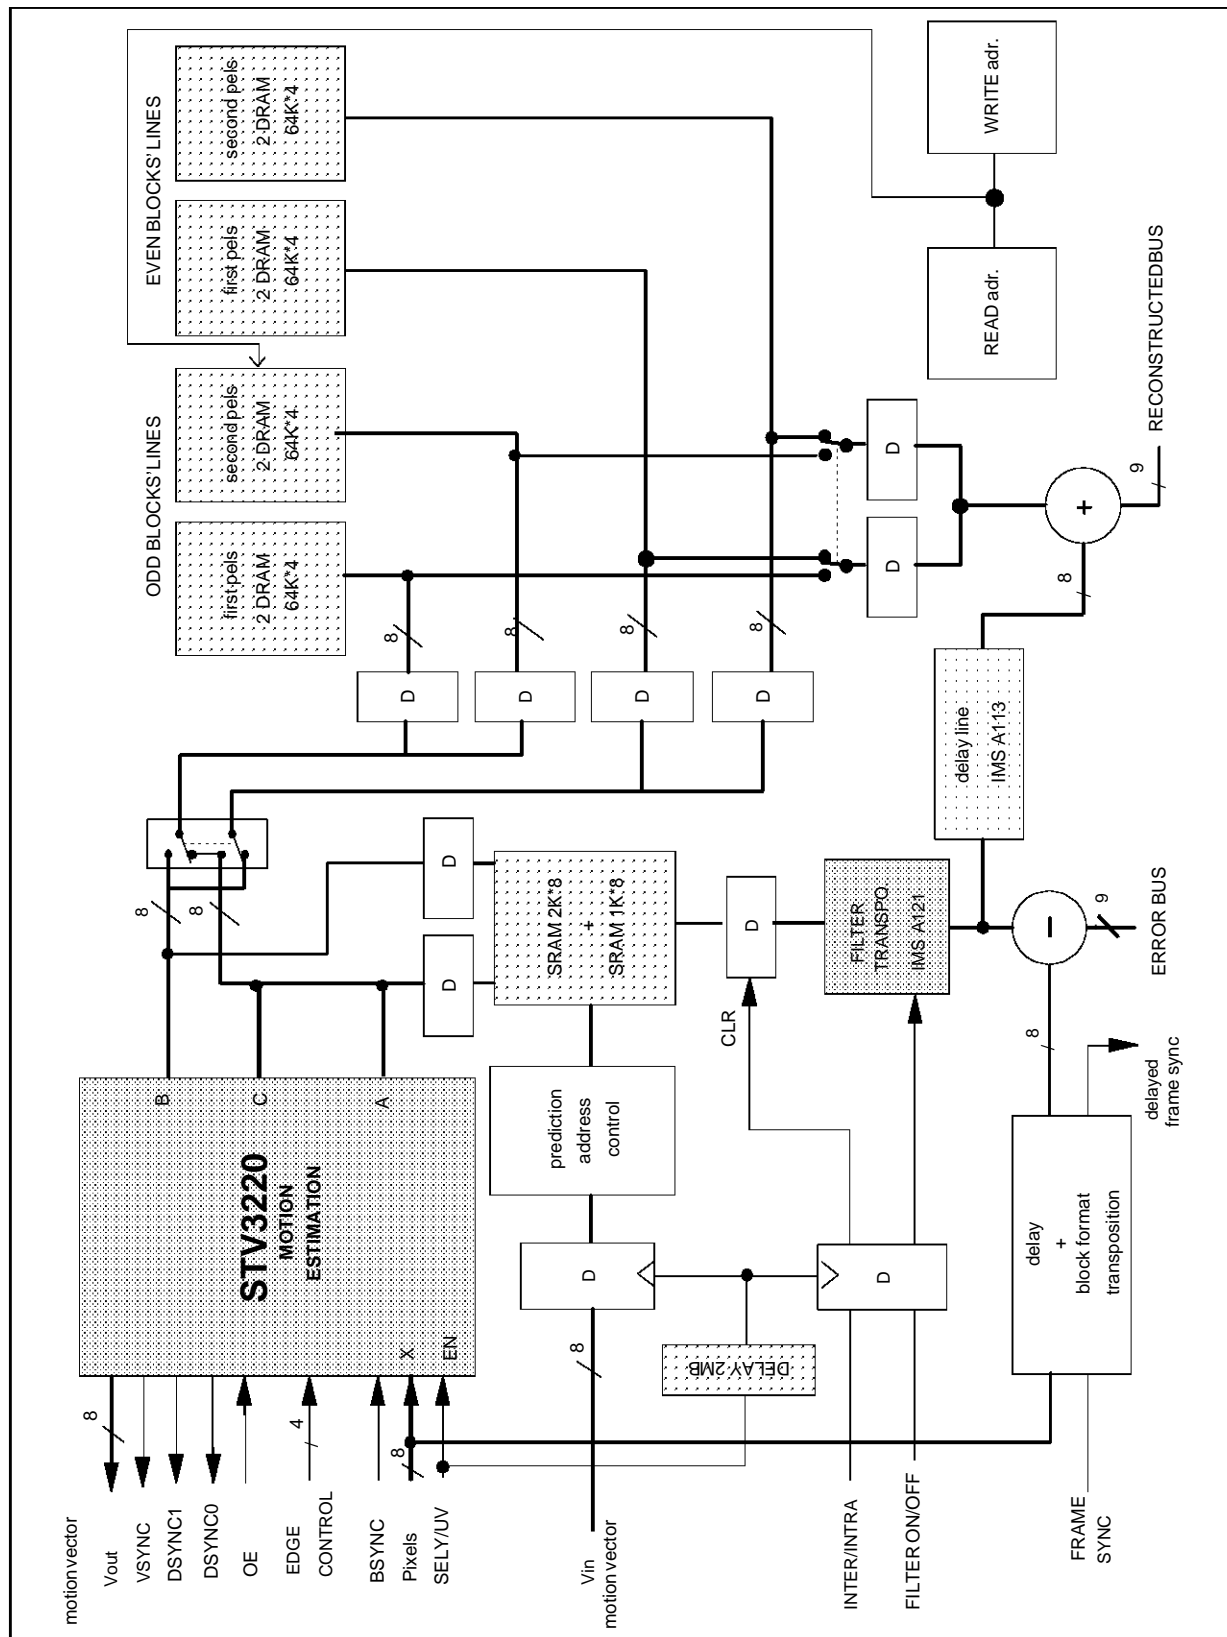 motion vector
Vout
VSYNC
DSYNC1
DSYNC0
OE
EDGE
CONTROL
BSYNC
Pixels
SELY/UV
8
4
8
STV3220
MOTION
ESTIMATION
X
EN
B
C
A
8
8
D
D
SRAM 2K*8
+
SRAM 1K*8
prediction
address
control
D
8
Vin
motion vector
DELAY 2MB
D
INTER/INTRA
FILTER ON/OFF
CLR
D
FILTER
TRANSPO.
IMS A121
delay line
IMS A113
FRAME
SYNC
delay
+
block format
transposition
8
delayed
frame sync
−
9
ERROR BUS
D
D
D
D
8
8
8
8
ODD BLOCKS'LINES
first pels
2 DRAM
64K*4
second pels
2 DRAM
64K*4
EVEN BLOCKS'LINES
first pels
2 DRAM
64K*4
second pels
2 DRAM
64K*4
D
D
8
+
9
RECONSTRUCTEDBUS
READ adr.
WRITE adr.